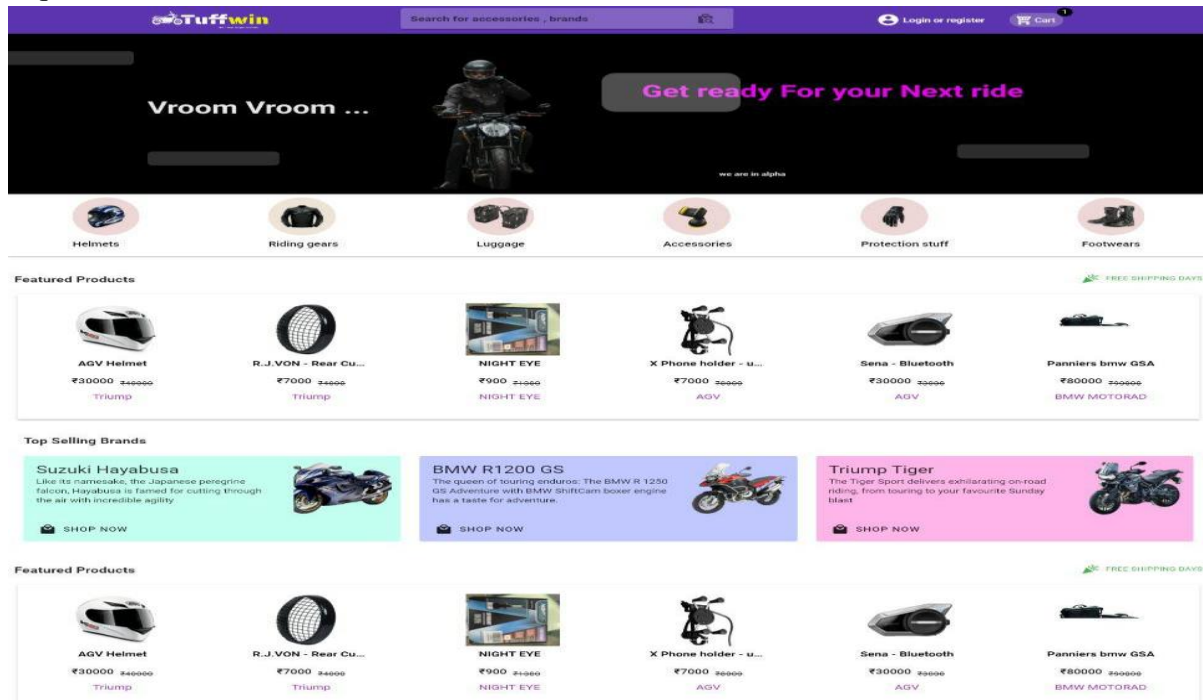 Tuffwin
Search for accessories , brands
Login or register
Cart
1
Vroom Vroom ...
Get ready For your Next ride
we are in alpha
Helmets
Riding gears
Luggage
Accessories
Protection stuff
Footwears
Featured Products
FREE SHIPPING DAYS
AGV Helmet
R.J.VON - Rear Cu...
NIGHT EYE
X Phone holder - u...
Sena - Bluetooth
Panniers bmw GSA
₹30000
₹7000
₹900
₹7000
₹30000
₹80000
Triump
Triump
NIGHT EYE
AGV
AGV
BMW MOTORAD
Top Selling Brands
Suzuki Hayabusa
Like its namesake, the Japanese peregrine
falcon, Hayabusa is famed for cutting through
the air with incredible agility
SHOP NOW
BMW R1200 GS
The queen of touring enduros: The BMW R 1250
GS Adventure with BMW ShiftCam boxer engine
has a taste for adventure.
SHOP NOW
Triump Tiger
The Tiger Sport delivers exhilarating on-road
riding, from touring to your favourite Sunday
blast
SHOP NOW
Featured Products
FREE SHIPPING DAYS
AGV Helmet
R.J.VON - Rear Cu...
NIGHT EYE
X Phone holder - u...
Sena - Bluetooth
Panniers bmw GSA
₹30000
₹7000
₹900
₹7000
₹30000
₹80000
Triump
Triump
NIGHT EYE
AGV
AGV
BMW MOTORAD